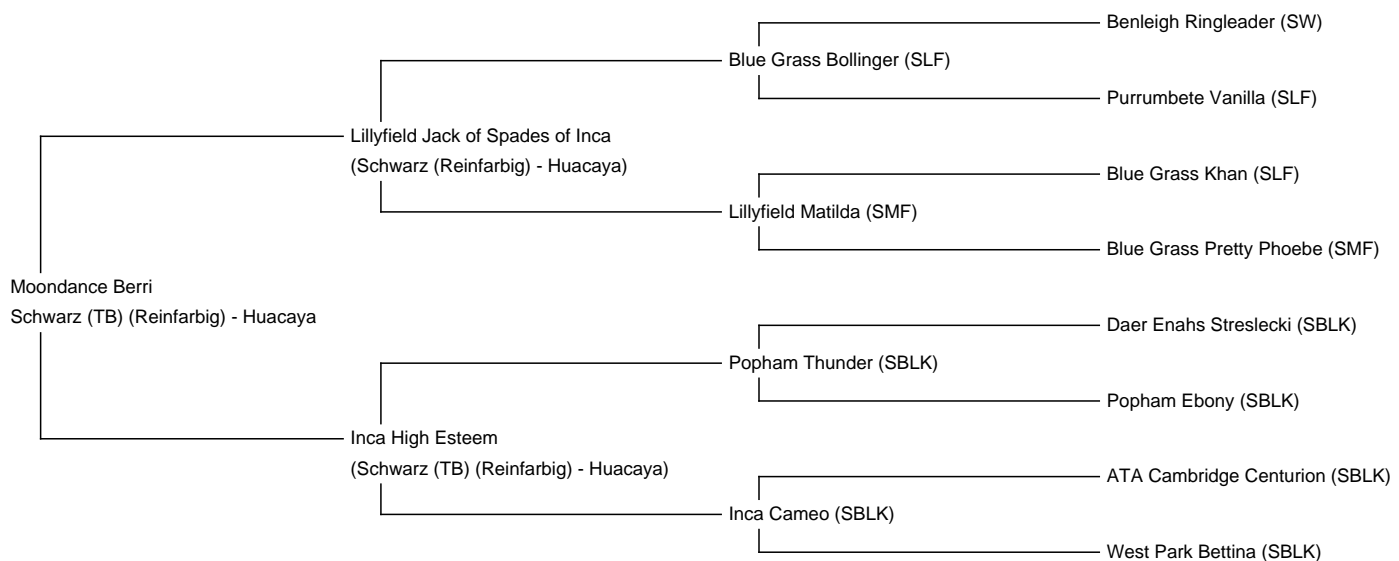 Benleigh Ringleader (SW)
Blue Grass Bollinger (SLF)
Purrumbete Vanilla (SLF)
Lillyfield Jack of Spades of Inca
(Schwarz (Reinfarbig) - Huacaya)
Blue Grass Khan (SLF)
Lillyfield Matilda (SMF)
Blue Grass Pretty Phoebe (SMF)
Moondance Berri
Schwarz (TB) (Reinfarbig) - Huacaya
Daer Enahs Streslecki (SBLK)
Popham Thunder (SBLK)
Popham Ebony (SBLK)
Inca High Esteem
(Schwarz (TB) (Reinfarbig) - Huacaya)
ATA Cambridge Centurion (SBLK)
Inca Cameo (SBLK)
West Park Bettina (SBLK)